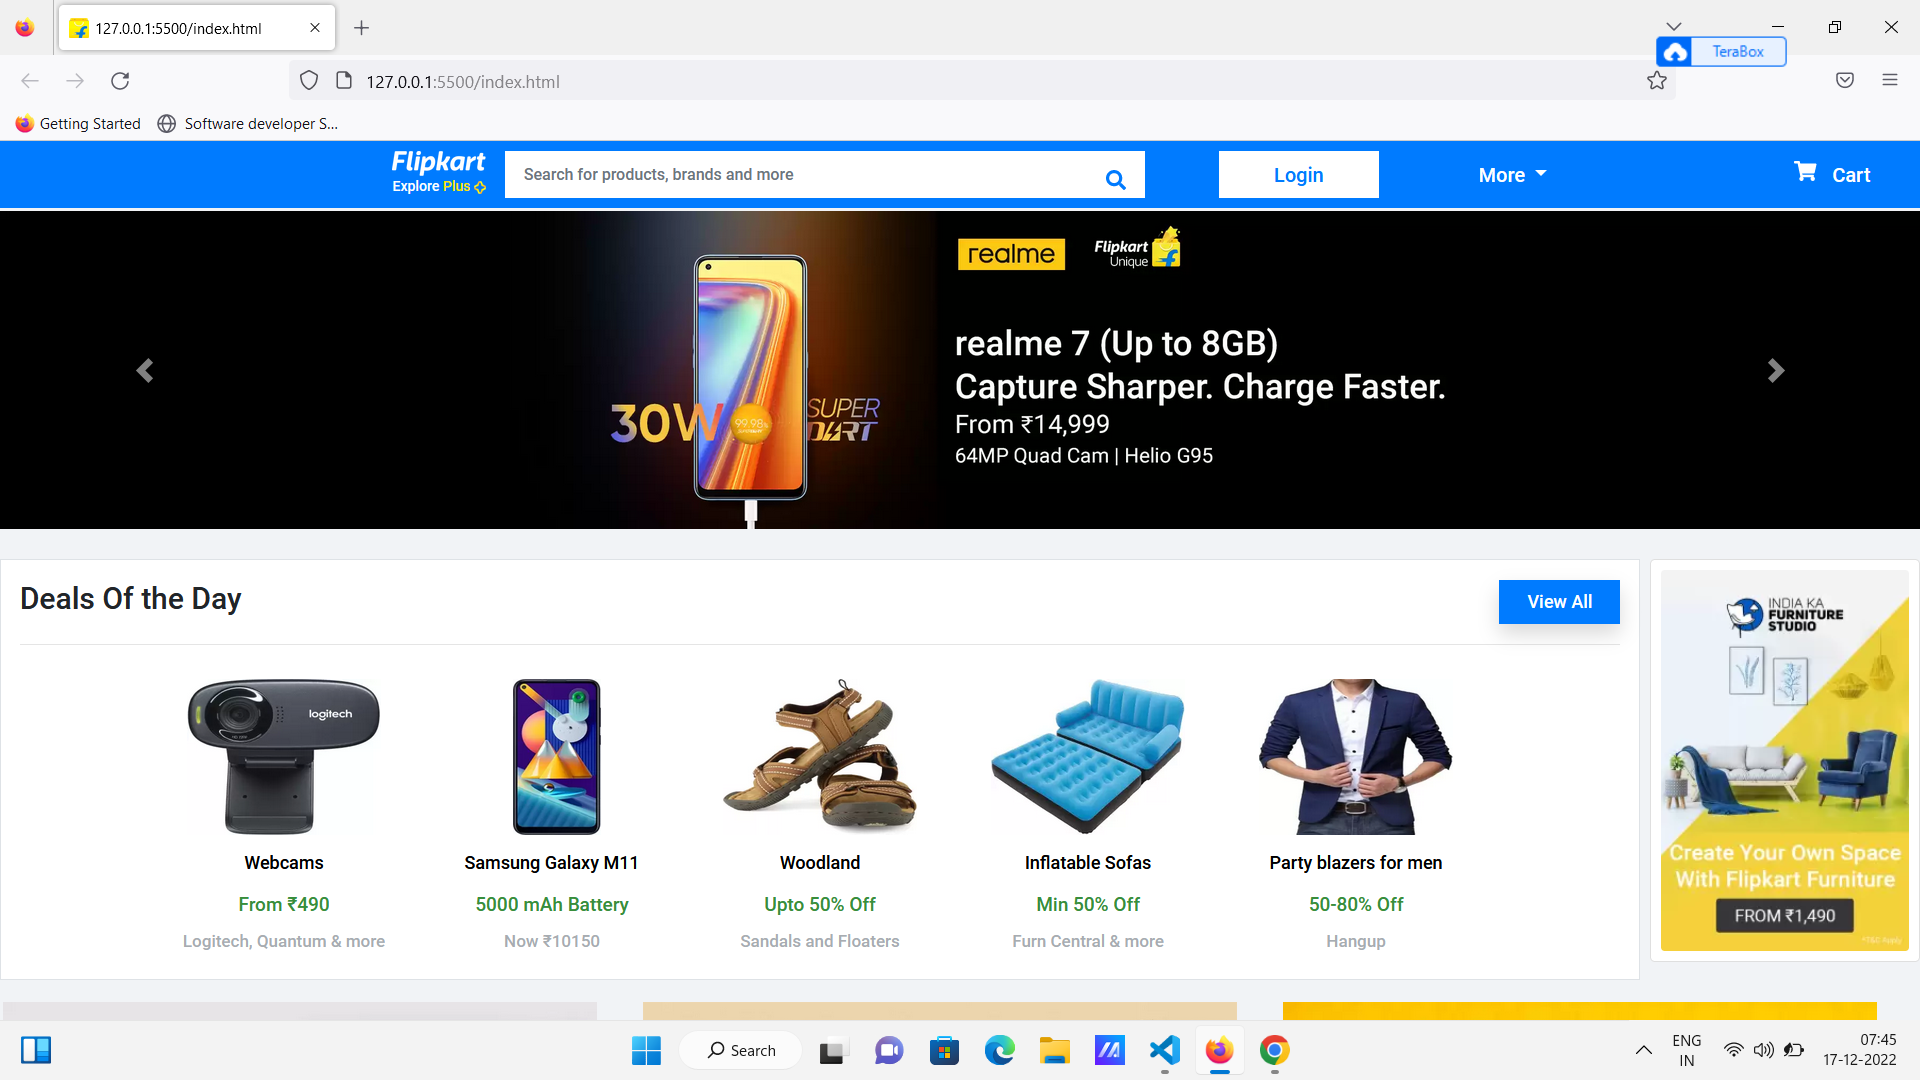 127.0.0.1:5500/index.html
TeraBox
127.0.0.1:5500/index.html
Getting Started
Software developer S...
Flipkart
Explore Plus
Search for products, brands and more
Login
More
Cart
realme
Flipkart
Unique
realme 7 (Up to 8GB)
Capture Sharper. Charge Faster.
From ₹14,999
64MP Quad Cam | Helio G95
30W
99.98%
SUPER
DART
Deals Of the Day
View All
logitech
Webcams
From ₹490
Logitech, Quantum & more
Samsung Galaxy M11
5000 mAh Battery
Now ₹10150
Woodland
Upto 50% Off
Sandals and Floaters
Inflatable Sofas
Min 50% Off
Furn Central & more
Party blazers for men
50-80% Off
Hangup
INDIA KA
FURNITURE
STUDIO
Create Your Own Space
With Flipkart Furniture
FROM ₹1,490
*T&C Apply
Search
ENG
IN
07:45
17-12-2022